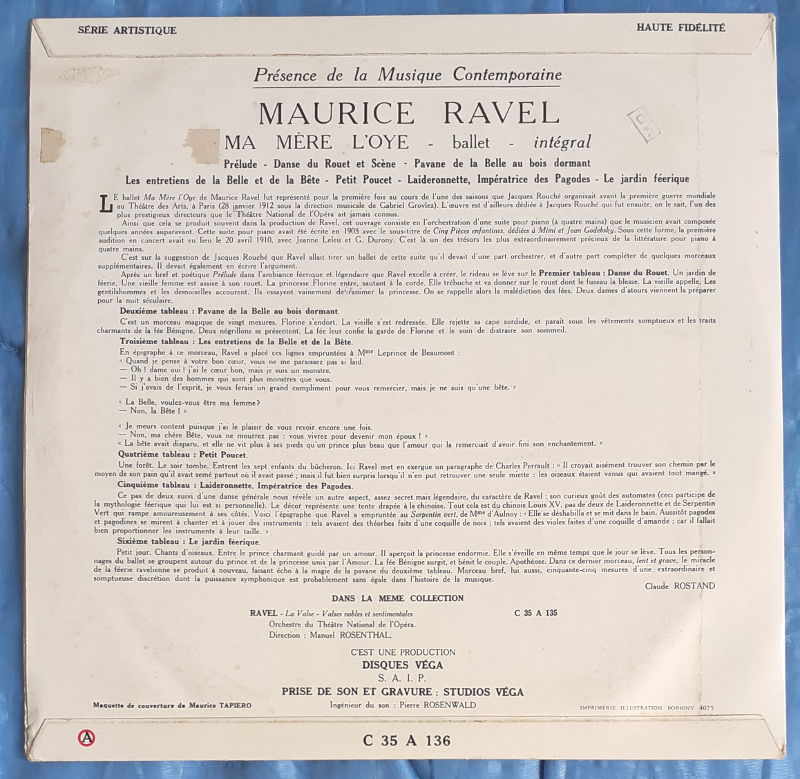 SÉRIE ARTISTIQUE
HAUTE FIDÉLITÉ
Présence de la Musique Contemporaine
MAURICE RAVEL
MA MÈRE L'OYE - ballet - intégral
Prélude - Danse du Rouet et Scène - Pavane de la Belle au bois dormant
Les entretiens de la Belle et de la Bête - Petit Poucet - Laideronnette, Impératrice des Pagodes - Le jardin féerique
LE ballet Ma Mère l'Oye de Maurice Ravel fut représenté pour la première fois au cours de l'une des saisons que Jacques Rouché organisait avant la première guerre mondiale
au Théâtre des Arts, à Paris (28 janvier 1912 sous la direction musicale de Gabriel Grovlez). L'œuvre est d'ailleurs dédiée à Jacques Rouché qui fut ensuite, on le sait, l'un des
plus prestigieux directeurs que le Théâtre National de l'Opéra ait jamais connus.
Ainsi que cela se produit souvent dans la production de Ravel, cet ouvrage consiste en l'orchestration d'une suite pour piano (à quatre mains) que le musicien avait composée
quelques années auparavant. Cette suite pour piano avait été écrite en 1903 avec le sous-titre de Cinq Pièces enfantines, dédiées à Mimi et Jean Godebsky. Sous cette forme, la première
audition en concert avait eu lieu le 20 avril 1910, avec Jeanne Leleu et G. Durony. C'est là un des trésors les plus extraordinairement précieux de la littérature pour piano à
quatre mains.
C'est sur la suggestion de Jacques Rouché que Ravel allait tirer un ballet de cette suite qu'il devait d'une part orchestrer, et d'autre part compléter de quelques morceaux
supplémentaires. Il devait également en écrire l'argument.
Après un bref et poétique Prélude dans l'ambiance féerique et légendaire que Ravel excelle à créer, le rideau se lève sur le Premier tableau : Danse du Rouet. Un jardin de
féerie. Une vieille femme est assise à son rouet. La princesse Florine entre, sautant à la corde. Elle trébuche et va donner sur le rouet dont le fuseau la blesse. La vieille appelle, Les
gentilshommes et les demoiselles accourent. Ils essayent vainement de ranimer la princesse. On se rappelle alors la malédiction des fées. Deux dames d'atours viennent la préparer
pour la nuit séculaire.
Deuxième tableau : Pavane de la Belle au bois dormant.
C'est un morceau magique de vingt mesures. Florine s'endort. La vieille s'est redressée. Elle rejette sa cape sordide, et paraît sous les vêtements somptueux et les traits
charmants de la fée Bénigne. Deux négrillons se présentent. La fée leur confie la garde de Florine et le soin de distraire son sommeil.
Troisième tableau : Les entretiens de la Belle et de la Bête.
En épigraphe à ce morceau, Ravel a placé ces lignes empruntées à Mme Leprince de Beaumont :
« Quand je pense à votre bon cœur, vous ne me paraissez pas si laid.
— Oh ! dame oui ! j'ai le cœur bon, mais je suis un monstre.
— Il y a bien des hommes qui sont plus monstres que vous.
— Si j'avais de l'esprit, je vous ferais un grand compliment pour vous remercier, mais je ne suis qu'une bête. »
« La Belle, voulez-vous être ma femme ?
— Non, la Bête ! »
« Je meurs content puisque j'ai le plaisir de vous revoir encore une fois.
— Non, ma chère Bête, vous ne mourrez pas : vous vivrez pour devenir mon époux ! »
« La bête avait disparu, et elle ne vit plus à ses pieds qu'un prince plus beau que l'amour qui la remerciait d'avoir fini son enchantement. »
Quatrième tableau : Petit Poucet.
Une forêt. Le soir tombe. Entrent les sept enfants du bûcheron. Ici Ravel met en exergue un paragraphe de Charles Perrault : « Il croyait aisément trouver son chemin par le
moyen de son pain qu'il avait semé partout où il avait passé ; mais il fut bien surpris lorsqu'il n'en put retrouver une seule miette : les oiseaux étaient venus qui avaient tout mangé. »
Cinquième tableau : Laideronnette, Impératrice des Pagodes.
Ce pas de deux suivi d'une danse générale nous révèle un autre aspect, assez secret mais légendaire, du caractère de Ravel : son curieux goût des automates (ceci participe de
la mythologie féerique qui lui est si personnelle). Le décor représente une tente drapée à la chinoise. Tout cela est du chinois Louis XV, pas de deux de Laideronnette et de Serpentin
Vert qui rampe amoureusement à ses côtés. Voici l'épigraphe que Ravel a empruntée au Serpentin vert, de Mme d'Aulnoy : « Elle se déshabilla et se mit dans le bain. Aussitôt pagodes
et pagodines se mirent à chanter et à jouer des instruments : tels avaient des théorbes faits d'une coquille de noix ; tels avaient des violes faites d'une coquille d'amande ; car il fallait
bien proportionner les instruments à leur taille. »
Sixième tableau : Le jardin féerique.
Petit jour. Chants d'oiseaux. Entre le prince charmant guidé par un amour. Il aperçoit la princesse endormie. Elle s'éveille en même temps que le jour se lève. Tous les person-
nages du ballet se groupent autour du prince et de la princesse unis par l'Amour. La fée Bénigne surgit, et bénit le couple. Apothéose. Dans ce dernier morceau, lent et grave, le miracle
de la féerie ravelienne se produit à nouveau, faisant écho à la magie de la pavane du deuxième tableau. Morceau bref, lui aussi, cinquante-cinq mesures d'une extraordinaire et
somptueuse discrétion dont la puissance symphonique est probablement sans égale dans l'histoire de la musique.
Claude ROSTAND
DANS LA MEME COLLECTION
RAVEL - La Valse - Valses nobles et sentimentales C 35 A 135
Orchestre du Théâtre National de l'Opéra.
Direction : Manuel ROSENTHAL.
C'EST UNE PRODUCTION
DISQUES VÉGA
S. A. I. P.
PRISE DE SON ET GRAVURE : STUDIOS VÉGA
Maquette de couverture de Maurice TAPIERO
Ingénieur du son : Pierre ROSENWALD
IMPRIMERIE ILLUSTRATION BOBIGNY 4075
A
C 35 A 136